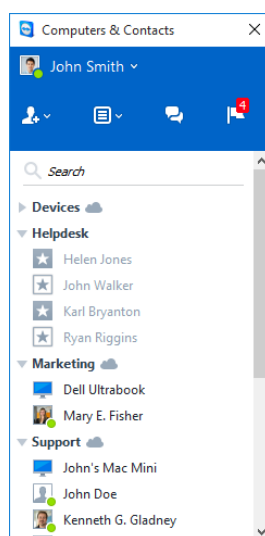 Computers & Contacts
John Smith
4
Search
Devices
Helpdesk
Helen Jones
John Walker
Karl Bryanton
Ryan Riggins
Marketing
Dell Ultrabook
Mary E. Fisher
Support
John's Mac Mini
John Doe
Kenneth G. Gladney